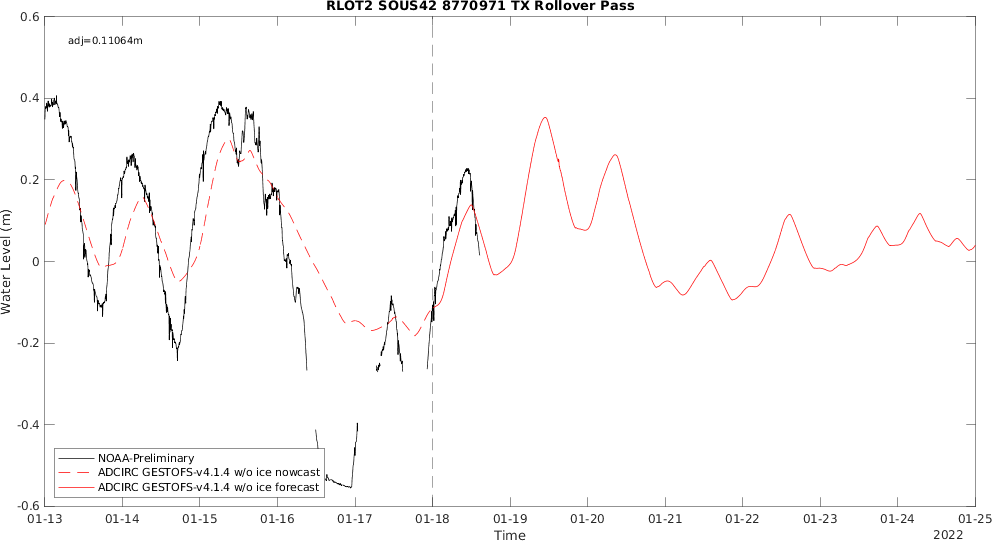 RLOT2 SOUS42 8770971 TX Rollover Pass
adj=0.11064m
Water Level (m)
0.6
0.4
0.2
0
-0.2
-0.4
-0.6
NOAA-Preliminary
ADCIRC GESTOFS-v4.1.4 w/o ice nowcast
ADCIRC GESTOFS-v4.1.4 w/o ice forecast
01-13 01-14 01-15 01-16 01-17 01-18 01-19 01-20 01-21 01-22 01-23 01-24 01-25
Time
2022